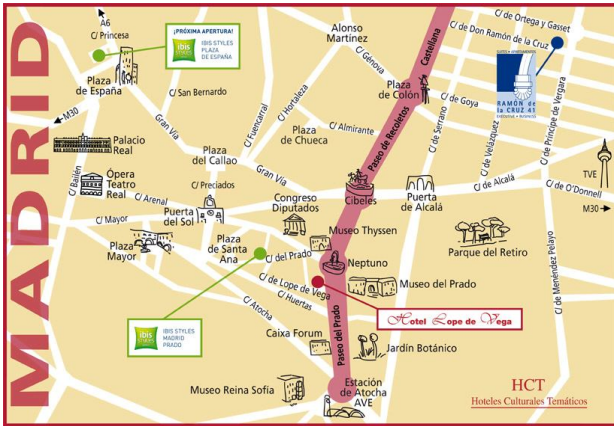 MADRID
A6
C/ Princesa
¡PRÓXIMA APERTURA!
ibis
styles
IBIS STYLES
PLAZA
DE ESPAÑA
Plaza
de España
M30
C/ San Bernardo
Gran Vía
C/ Fuencarral
C/ Hortaleza
Alonso
Martínez
C/ Génova
Castellana
C/ de Ortega y Gasset
C/ de Don Ramón de la Cruz
RAMÓN de
la CRUZ 41
Plaza
de Colón
C/ de Goya
C/ de Serrano
C/ de Velázquez
C/ de Príncipe de Vergara
Paseo de Recoletos
C/ Almirante
Plaza
de Chueca
Palacio
Real
Plaza
del Callao
C/ Bailén
Ópera
Teatro
Real
C/ Arenal
C/ Preciados
Gran Vía
Cibeles
Puerta
de Alcalá
C/ de Alcalá
C/ de O'Donnell
TVE
M30
C/ Mayor
Puerta
del Sol
Congreso
Diputados
Museo Thyssen
Plaza
Mayor
Plaza
de Santa
Ana
C/ del Prado
Neptuno
Parque del Retiro
C/ de Menéndez Pelayo
C/ de Lope de Vega
C/ Huertas
Museo del Prado
C/ Atocha
Hotel Lope de Vega
ibis
styles
IBIS STYLES
MADRID
PRADO
Caixa Forum
Paseo del Prado
Jardín Botánico
Museo Reina Sofía
Estación
de Atocha
AVE
HCT
Hoteles Culturales Temáticos